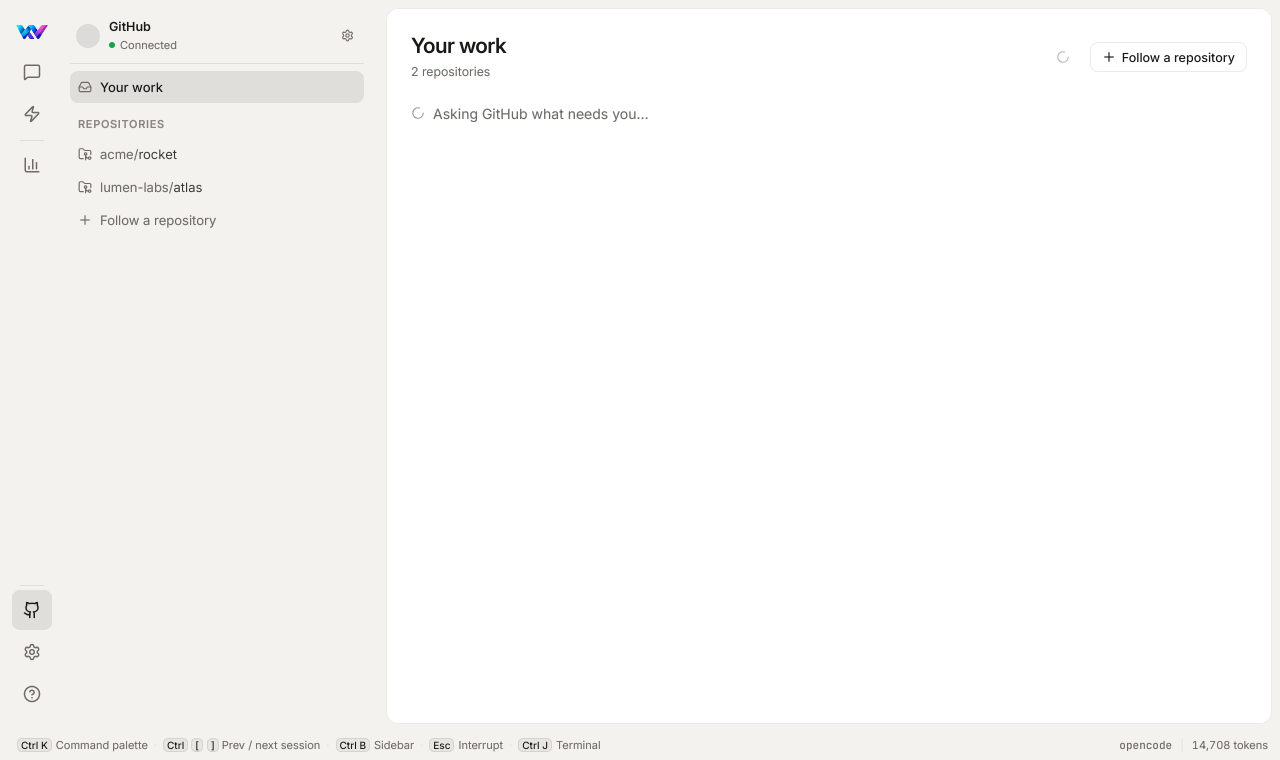 GitHub
Connected
Your work
REPOSITORIES
acme/rocket
lumen-labs/atlas
Follow a repository
Your work
2 repositories
Follow a repository
Asking GitHub what needs you...
Ctrl K Command palette Ctrl [ ] Prev / next session Ctrl B Sidebar Esc Interrupt Ctrl J Terminal
opencode 14,708 tokens